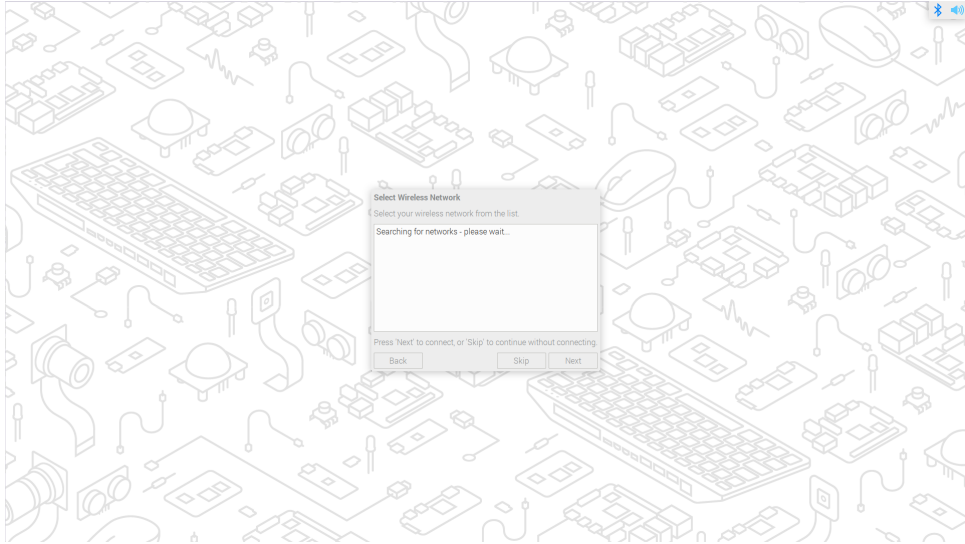 Select Wireless Network
Select your wireless network from the list.
Searching for networks - please wait...
Press 'Next' to connect, or 'Skip' to continue without connecting.
Back
Skip
Next